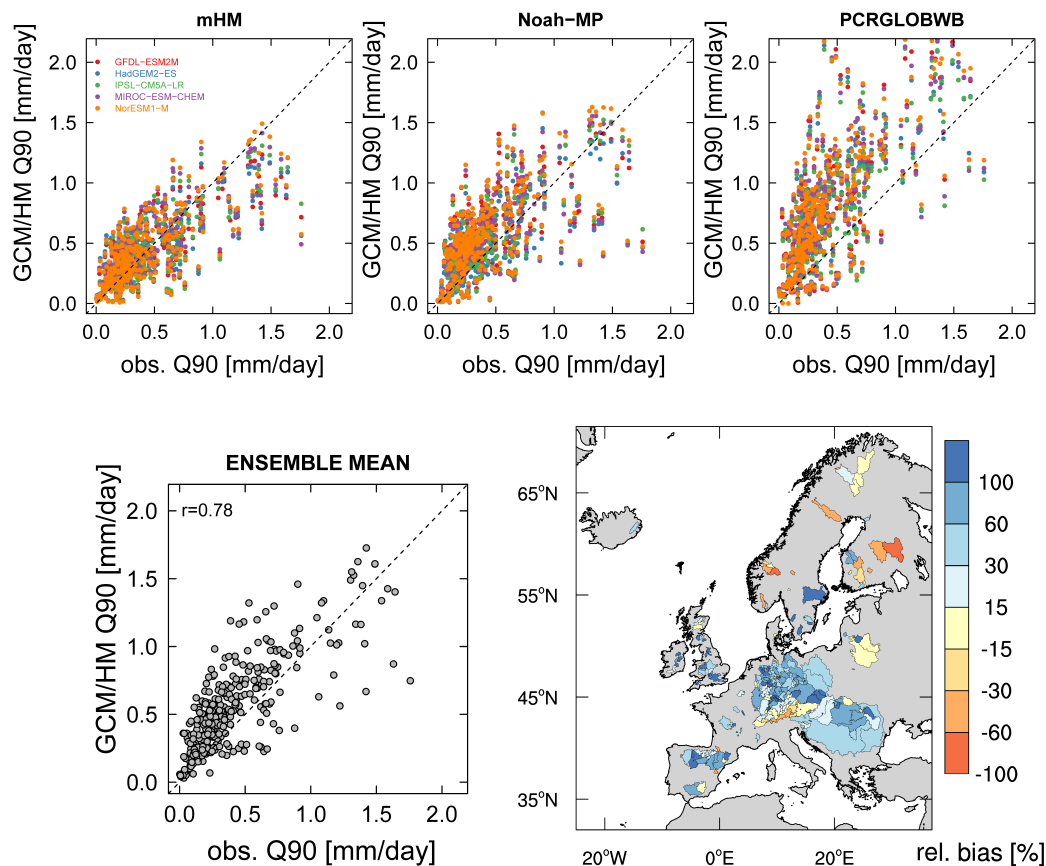 mHM
Noah−MP
PCRGLOBWB
GCM/HM Q90 [mm/day]
2.0
1.5
1.0
0.5
0.0
GFDL−ESM2M
HadGEM2−ES
IPSL−CM5A−LR
MIROC−ESM−CHEM
NorESM1−M
0.0 0.5 1.0 1.5 2.0
obs. Q90 [mm/day]
GCM/HM Q90 [mm/day]
2.0
1.5
1.0
0.5
0.0
0.0 0.5 1.0 1.5 2.0
obs. Q90 [mm/day]
GCM/HM Q90 [mm/day]
2.0
1.5
1.0
0.5
0.0
0.0 0.5 1.0 1.5 2.0
obs. Q90 [mm/day]
ENSEMBLE MEAN
r=0.78
GCM/HM Q90 [mm/day]
2.0
1.5
1.0
0.5
0.0
0.0 0.5 1.0 1.5 2.0
obs. Q90 [mm/day]
65°N
55°N
45°N
35°N
20°W 0°E 20°E
100
60
30
15
-15
-30
-60
-100
rel. bias [%]